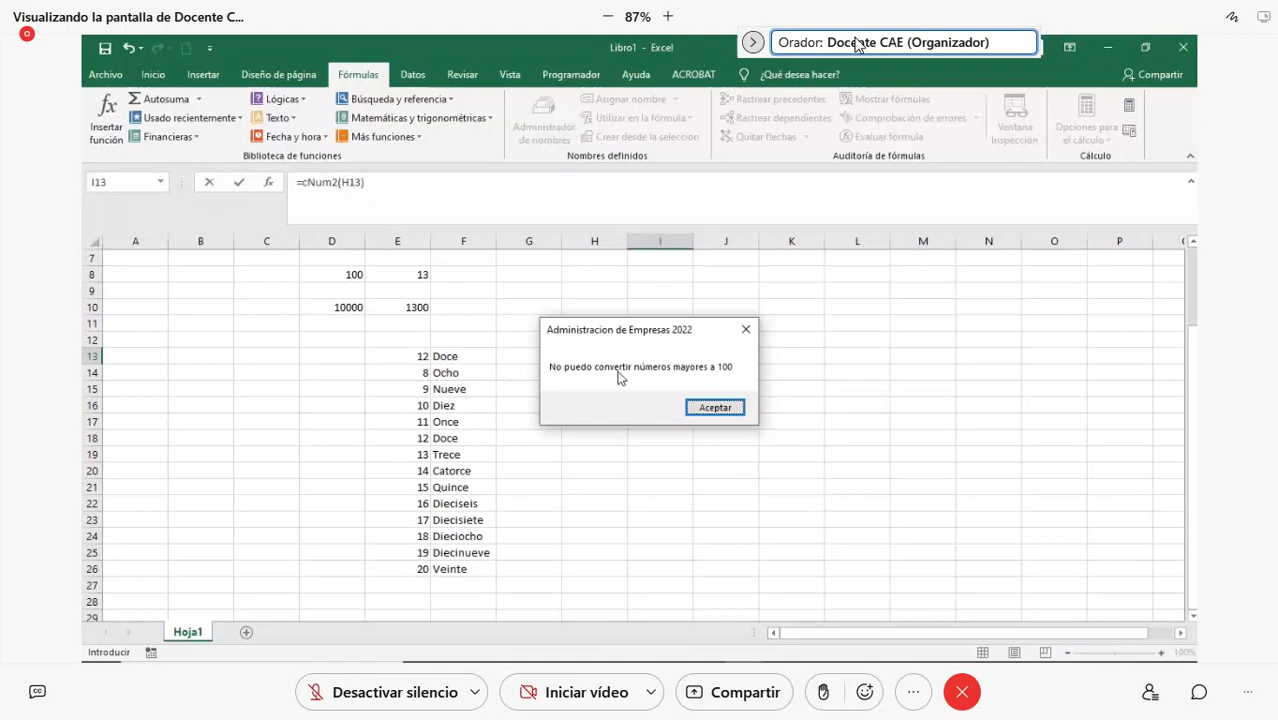 Visualizando la pantalla de Docente C...
87%
Orador: Docente CAE (Organizador)
Libro1 - Excel
Archivo Inicio Insertar Diseño de página Fórmulas Datos Revisar Vista Programador Ayuda ACROBAT ¿Qué desea hacer? Compartir
fx Insertar función
Autosuma
Usado recientemente
Financieras
Lógicas
Texto
Fecha y hora
Búsqueda y referencia
Matemáticas y trigonométricas
Más funciones
Biblioteca de funciones
Administrador de nombres
Asignar nombre
Utilizar en la fórmula
Crear desde la selección
Nombres definidos
Rastrear precedentes
Rastrear dependientes
Quitar flechas
Mostrar fórmulas
Comprobación de errores
Evaluar fórmula
Auditoría de fórmulas
Ventana Inspección
Opciones para el cálculo
Cálculo
I13 fx =cNum2(H13)
A B C D E F G H I J K L M N O P
7
8 100 13
9
10 10000 1300
11
12
13 12 Doce
14 8 Ocho
15 9 Nueve
16 10 Diez
17 11 Once
18 12 Doce
19 13 Trece
20 14 Catorce
21 15 Quince
22 16 Dieciseis
23 17 Diecisiete
24 18 Dieciocho
25 19 Diecinueve
26 20 Veinte
27
28
29
Administracion de Empresas 2022
No puedo convertir números mayores a 100
Aceptar
Hoja1
Introducir
100%
Desactivar silencio
Iniciar vídeo
Compartir